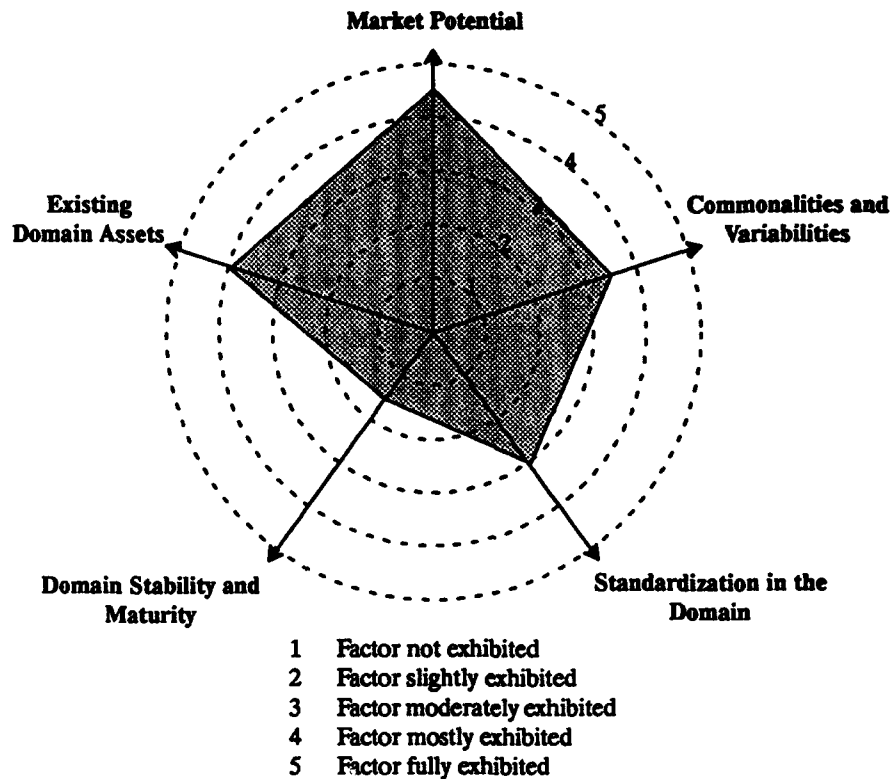 Market Potential
5
4
Existing
Domain Assets
Commonalities and
Variabilities
3
2
Domain Stability and
Maturity
Standardization in the
Domain
1 Factor not exhibited
2 Factor slightly exhibited
3 Factor moderately exhibited
4 Factor mostly exhibited
5 Factor fully exhibited